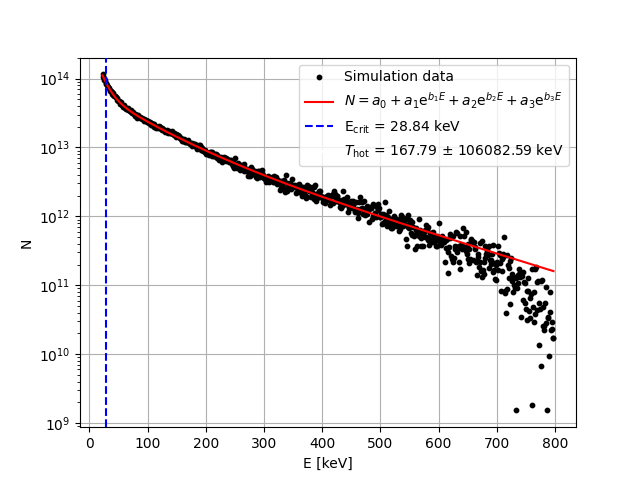 Simulation data
N = a₀ + a₁e^{b₁E} + a₂e^{b₂E} + a₃e^{b₃E}
E_crit = 28.84 keV
T_hot = 167.79 ± 106082.59 keV
10¹⁴
10¹³
10¹²
10¹¹
10¹⁰
10⁹
N
0 100 200 300 400 500 600 700 800
E [keV]